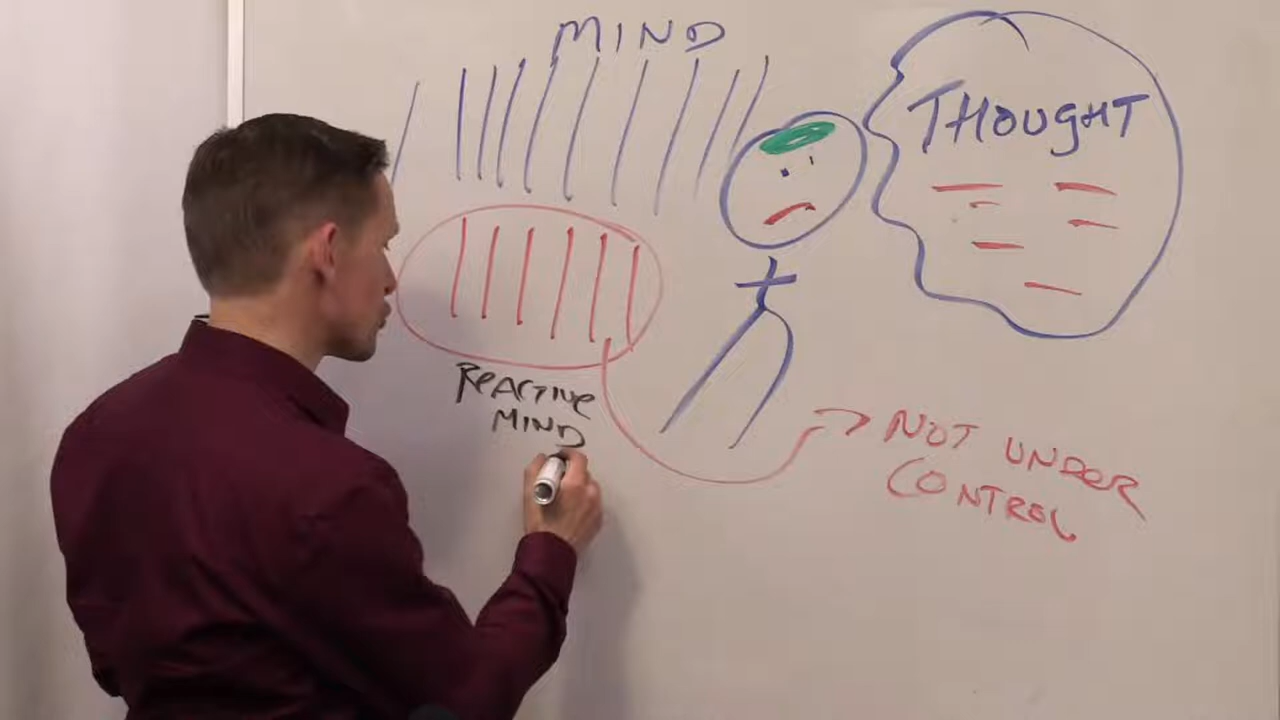 MIND
THOUGHT
REACTIVE
MIND
NOT UNDER
CONTROL